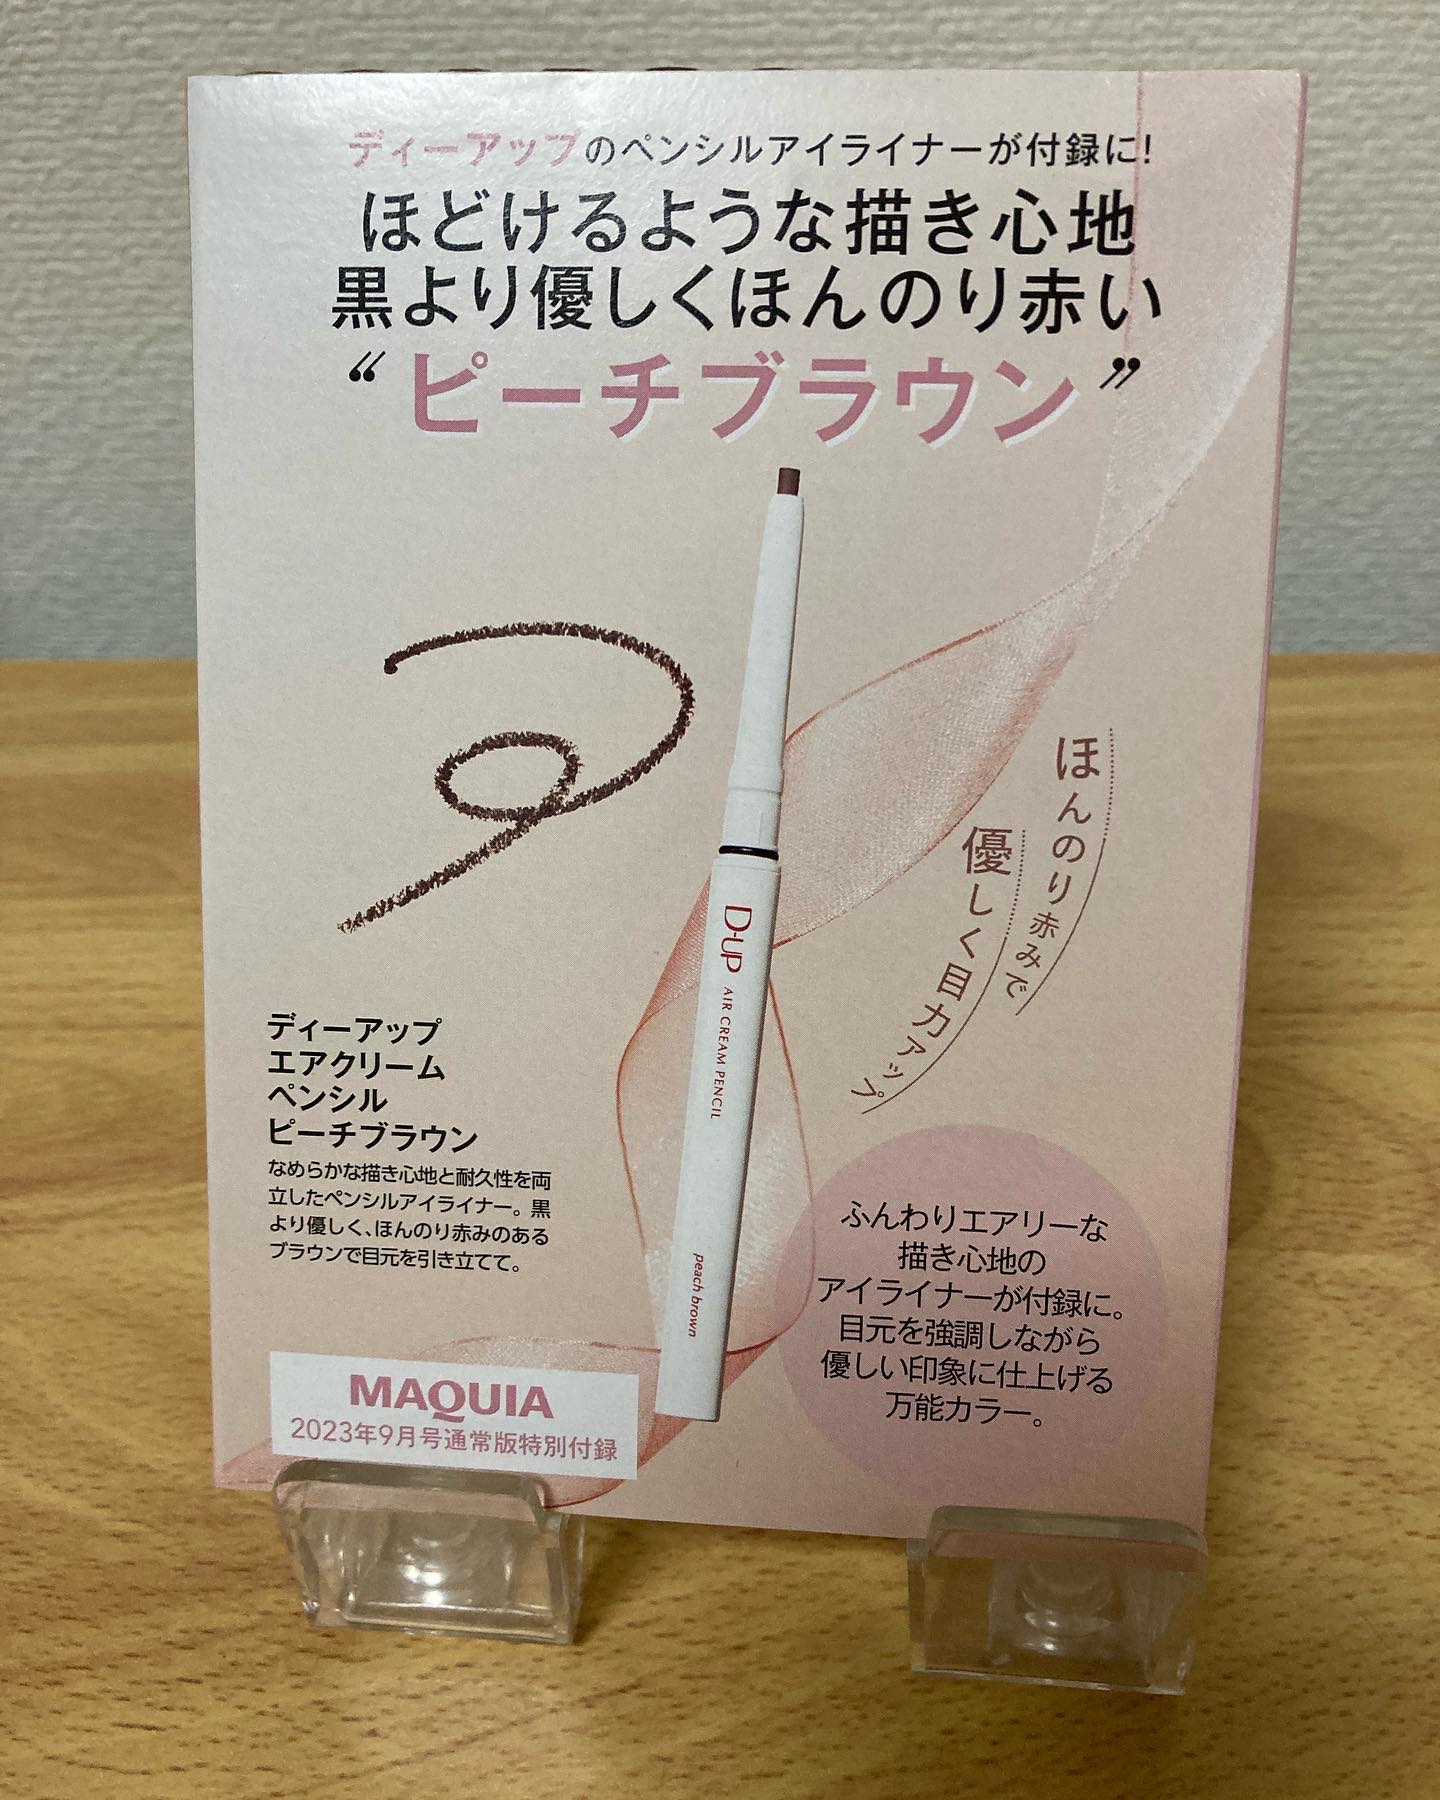 ディーアップのペンシルアイライナーが付録に!
ほどけるような描き心地
黒より優しくほんのり赤い
“ピーチブラウン”
ほんのり赤みで
優しく目力アップ
D-UP AIR CREAM PENCIL
peach brown
ディーアップ
エアクリーム
ペンシル
ピーチブラウン
なめらかな描き心地と耐久性を両
立したペンシルアイライナー。黒
より優しく、ほんのり赤みのある
ブラウンで目元を引き立てて。
ふんわりエアリーな
描き心地の
アイライナーが付録に。
目元を強調しながら
優しい印象に仕上げる
万能カラー。
MAQUIA
2023年9月号通常版特別付録